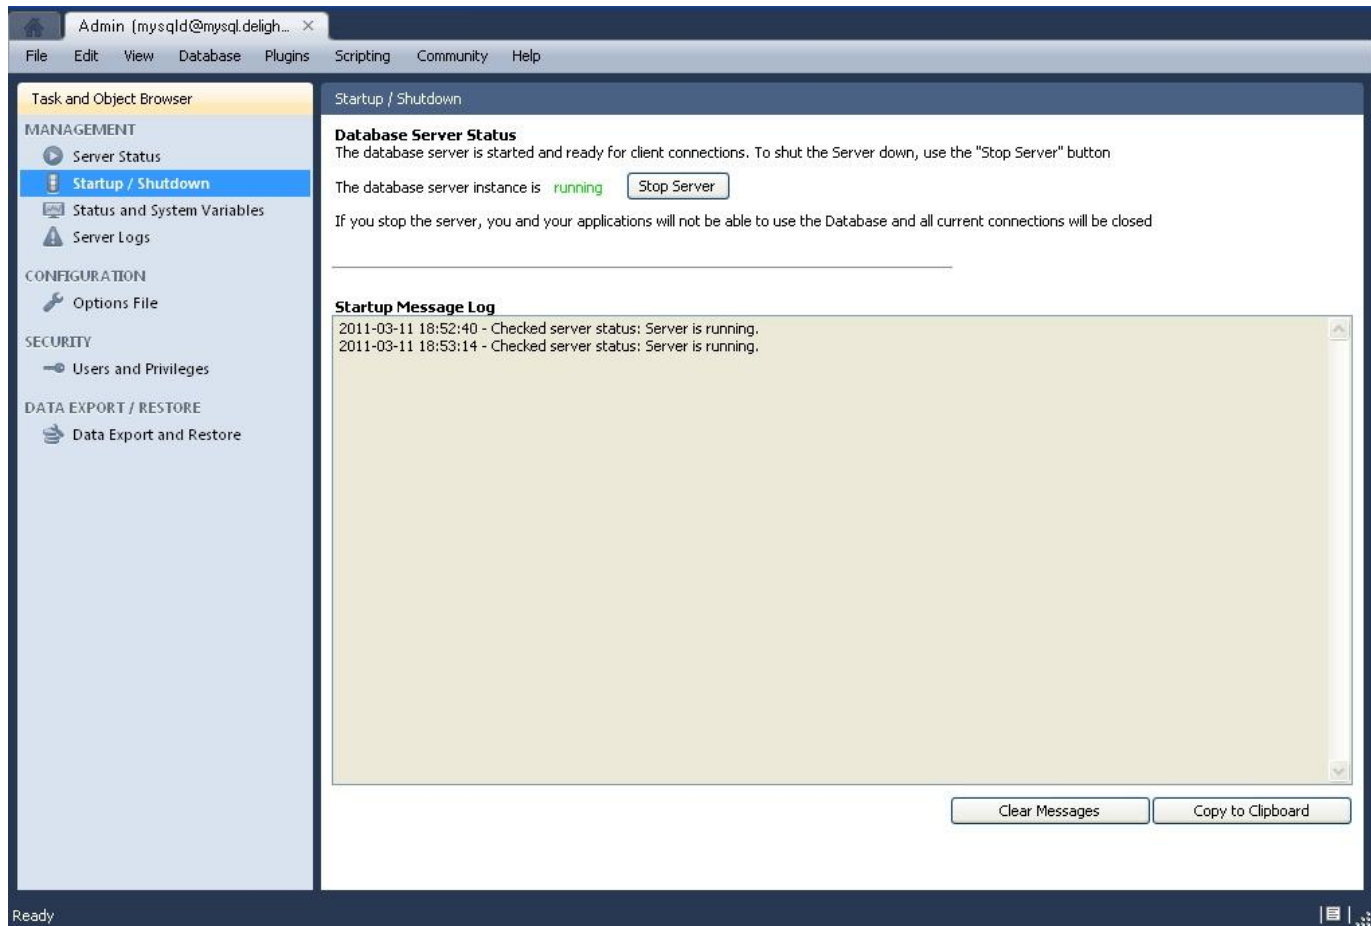 Admin (mysqld@mysql.deligh... ×
File Edit View Database Plugins Scripting Community Help
Task and Object Browser
MANAGEMENT
Server Status
Startup / Shutdown
Status and System Variables
Server Logs
CONFIGURATION
Options File
SECURITY
Users and Privileges
DATA EXPORT / RESTORE
Data Export and Restore
Startup / Shutdown
Database Server Status
The database server is started and ready for client connections. To shut the Server down, use the "Stop Server" button
The database server instance is running Stop Server
If you stop the server, you and your applications will not be able to use the Database and all current connections will be closed
Startup Message Log
2011-03-11 18:52:40 - Checked server status: Server is running.
2011-03-11 18:53:14 - Checked server status: Server is running.
Clear Messages Copy to Clipboard
Ready